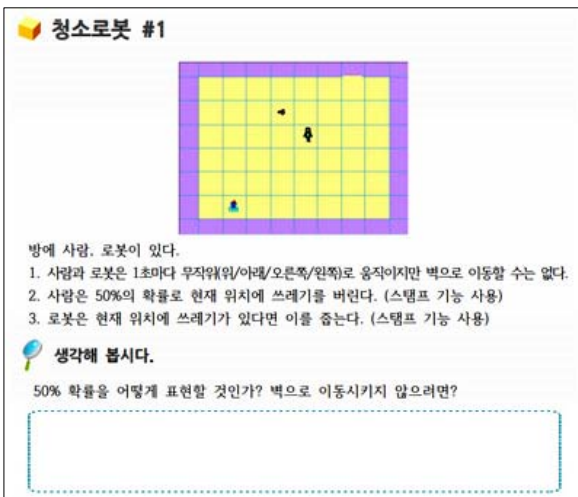 청소로봇 #1
방에 사람, 로봇이 있다.
1. 사람과 로봇은 1초마다 무작위(위/아래/오른쪽/왼쪽)로 움직이지만 벽으로 이동할 수는 없다.
2. 사람은 50%의 확률로 현재 위치에 쓰레기를 버린다. (스탬프 기능 사용)
3. 로봇은 현재 위치에 쓰레기가 있다면 이를 줍는다. (스탬프 기능 사용)
생각해 봅시다.
50% 확률을 어떻게 표현할 것인가? 벽으로 이동시키지 않으려면?